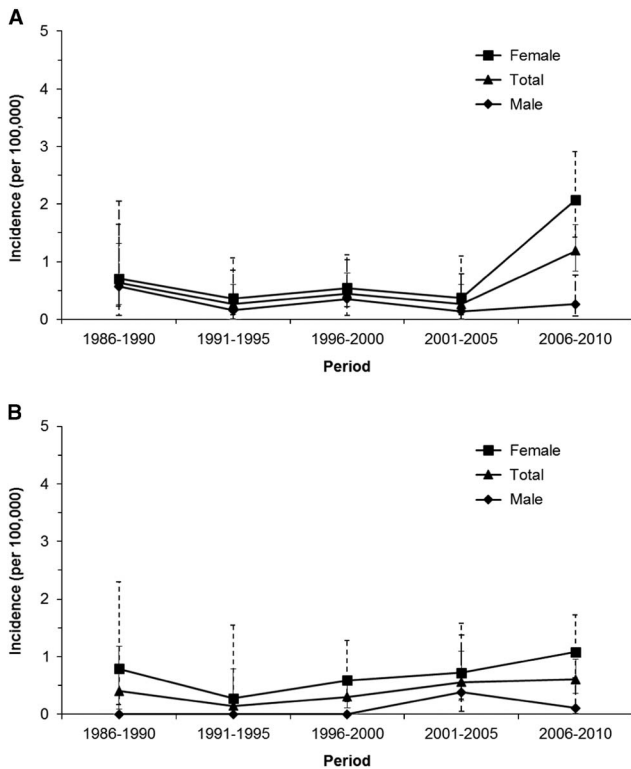 A
5
4
3
2
1
0
Incidence (per 100,000)
Female
Total
Male
1986-1990 1991-1995 1996-2000 2001-2005 2006-2010
Period
B
5
4
3
2
1
0
Incidence (per 100,000)
Female
Total
Male
1986-1990 1991-1995 1996-2000 2001-2005 2006-2010
Period